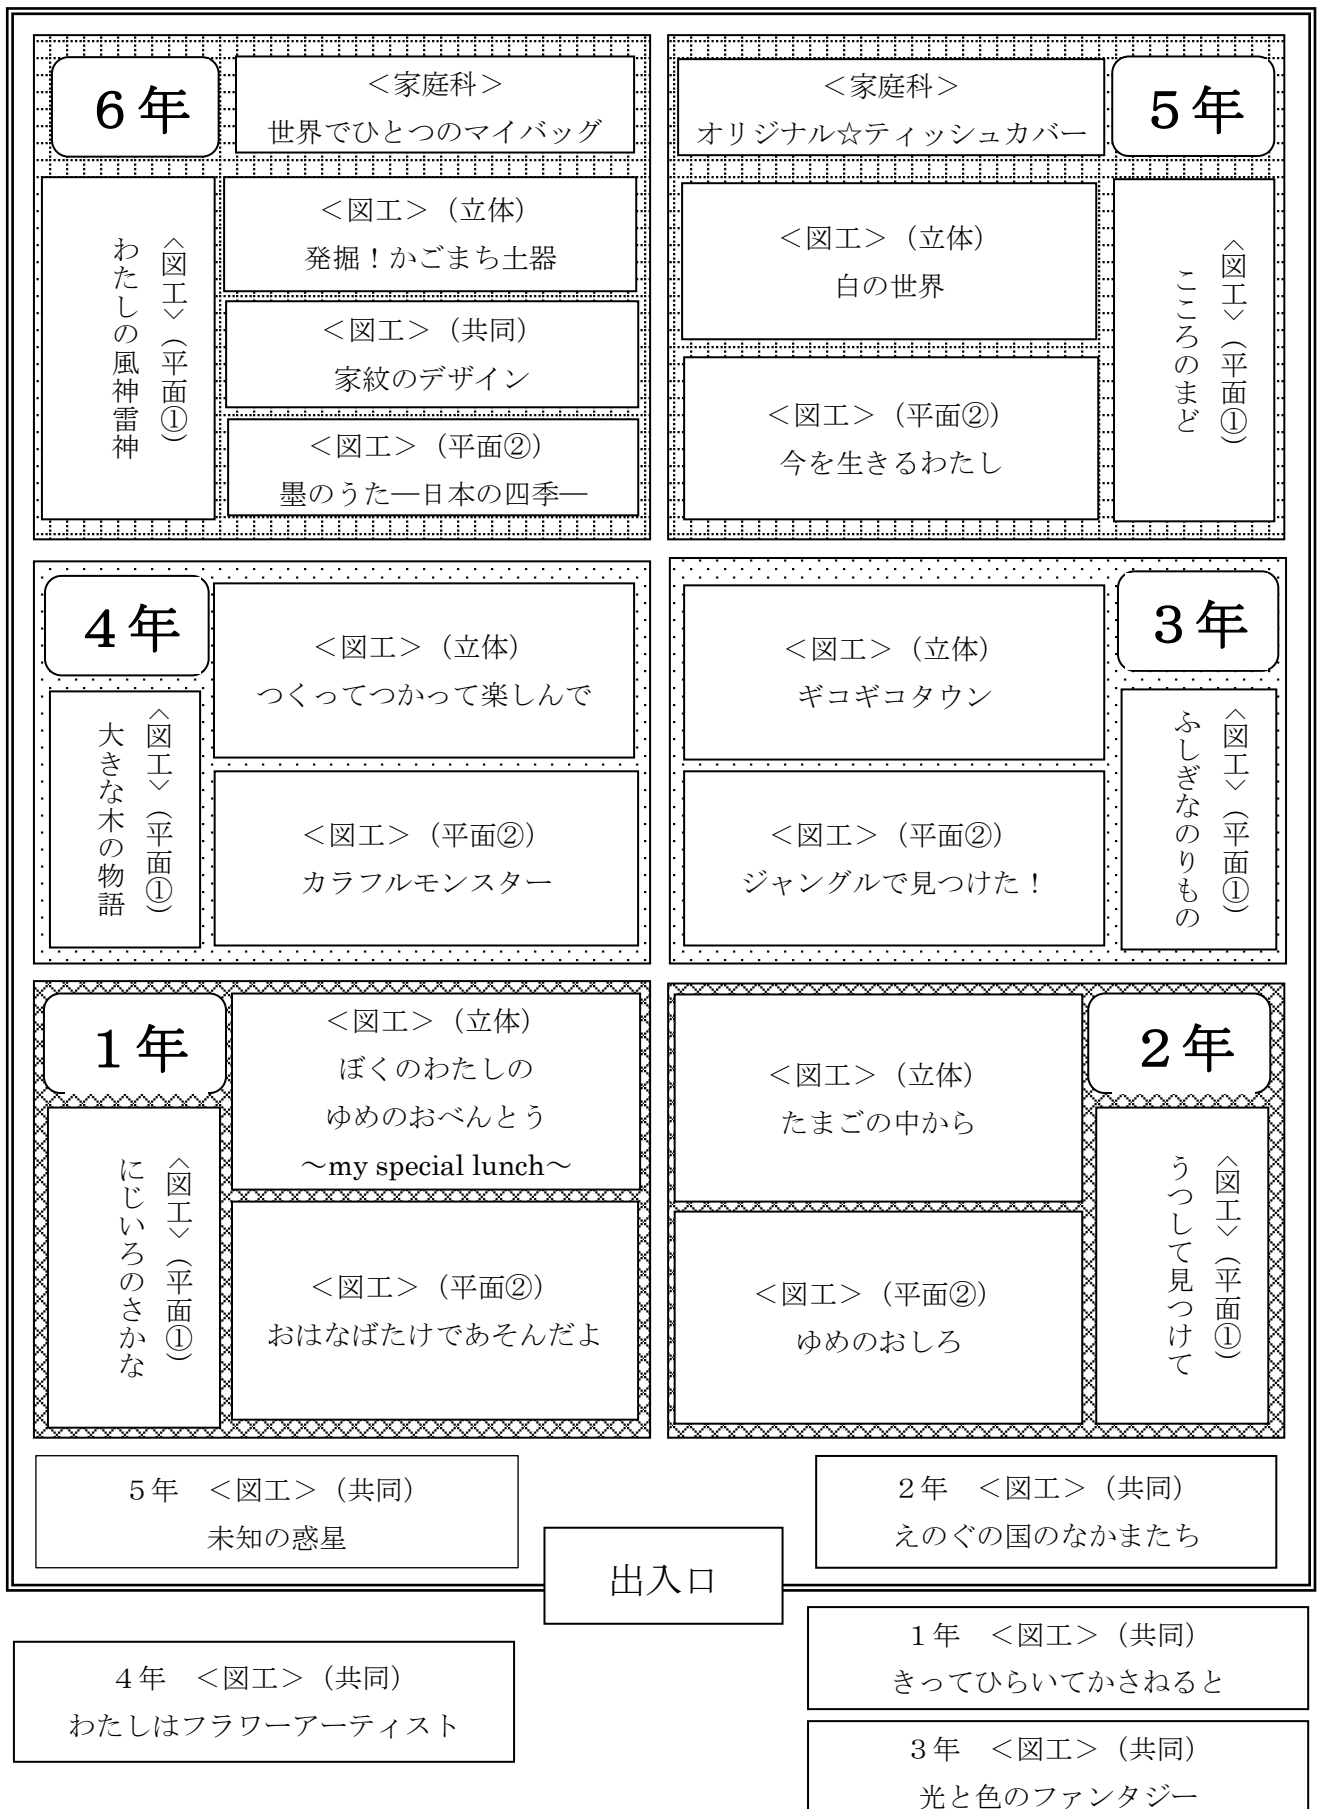 ６年
＜家庭科＞
世界でひとつのマイバッグ
＜図工＞（平面①）
わたしの風神雷神
＜図工＞（立体）
発掘！かごまち土器
＜図工＞（共同）
家紋のデザイン
＜図工＞（平面②）
墨のうた―日本の四季―
＜家庭科＞
オリジナル☆ティッシュカバー
５年
＜図工＞（立体）
白の世界
＜図工＞（平面②）
今を生きるわたし
＜図工＞（平面①）
こころのまど
４年
＜図工＞（立体）
つくってつかって楽しんで
＜図工＞（平面①）
大きな木の物語
＜図工＞（平面②）
カラフルモンスター
３年
＜図工＞（立体）
ギコギコタウン
＜図工＞（平面②）
ジャングルで見つけた！
＜図工＞（平面①）
ふしぎなのりもの
１年
＜図工＞（立体）
ぼくのわたしの
ゆめのおべんとう
～my special lunch～
＜図工＞（平面①）
にじいろのさかな
＜図工＞（平面②）
おはなばたけであそんだよ
２年
＜図工＞（立体）
たまごの中から
＜図工＞（平面②）
ゆめのおしろ
＜図工＞（平面①）
うつして見つけて
５年　＜図工＞（共同）
未知の惑星
２年　＜図工＞（共同）
えのぐの国のなかまたち
出入口
４年　＜図工＞（共同）
わたしはフラワーアーティスト
１年　＜図工＞（共同）
きってひらいてかさねると
３年　＜図工＞（共同）
光と色のファンタジー